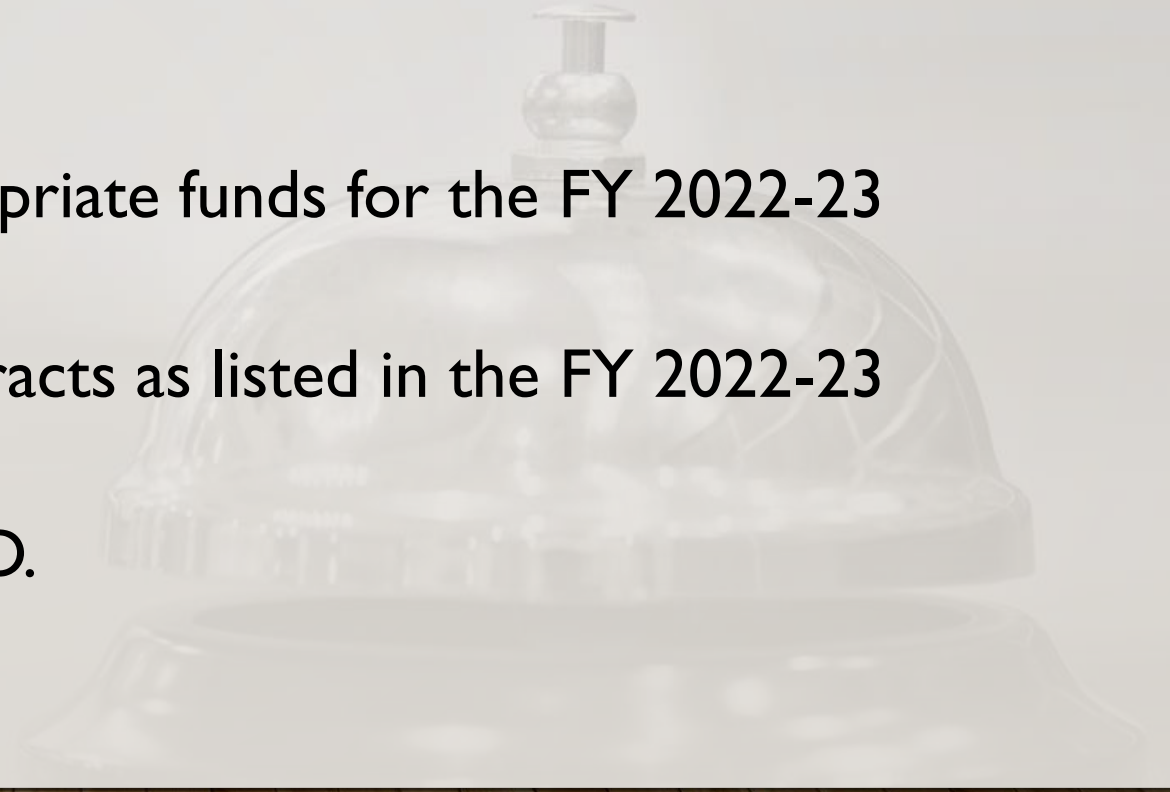 priate funds for the FY 2022-23
racts as listed in the FY 2022-23
D.